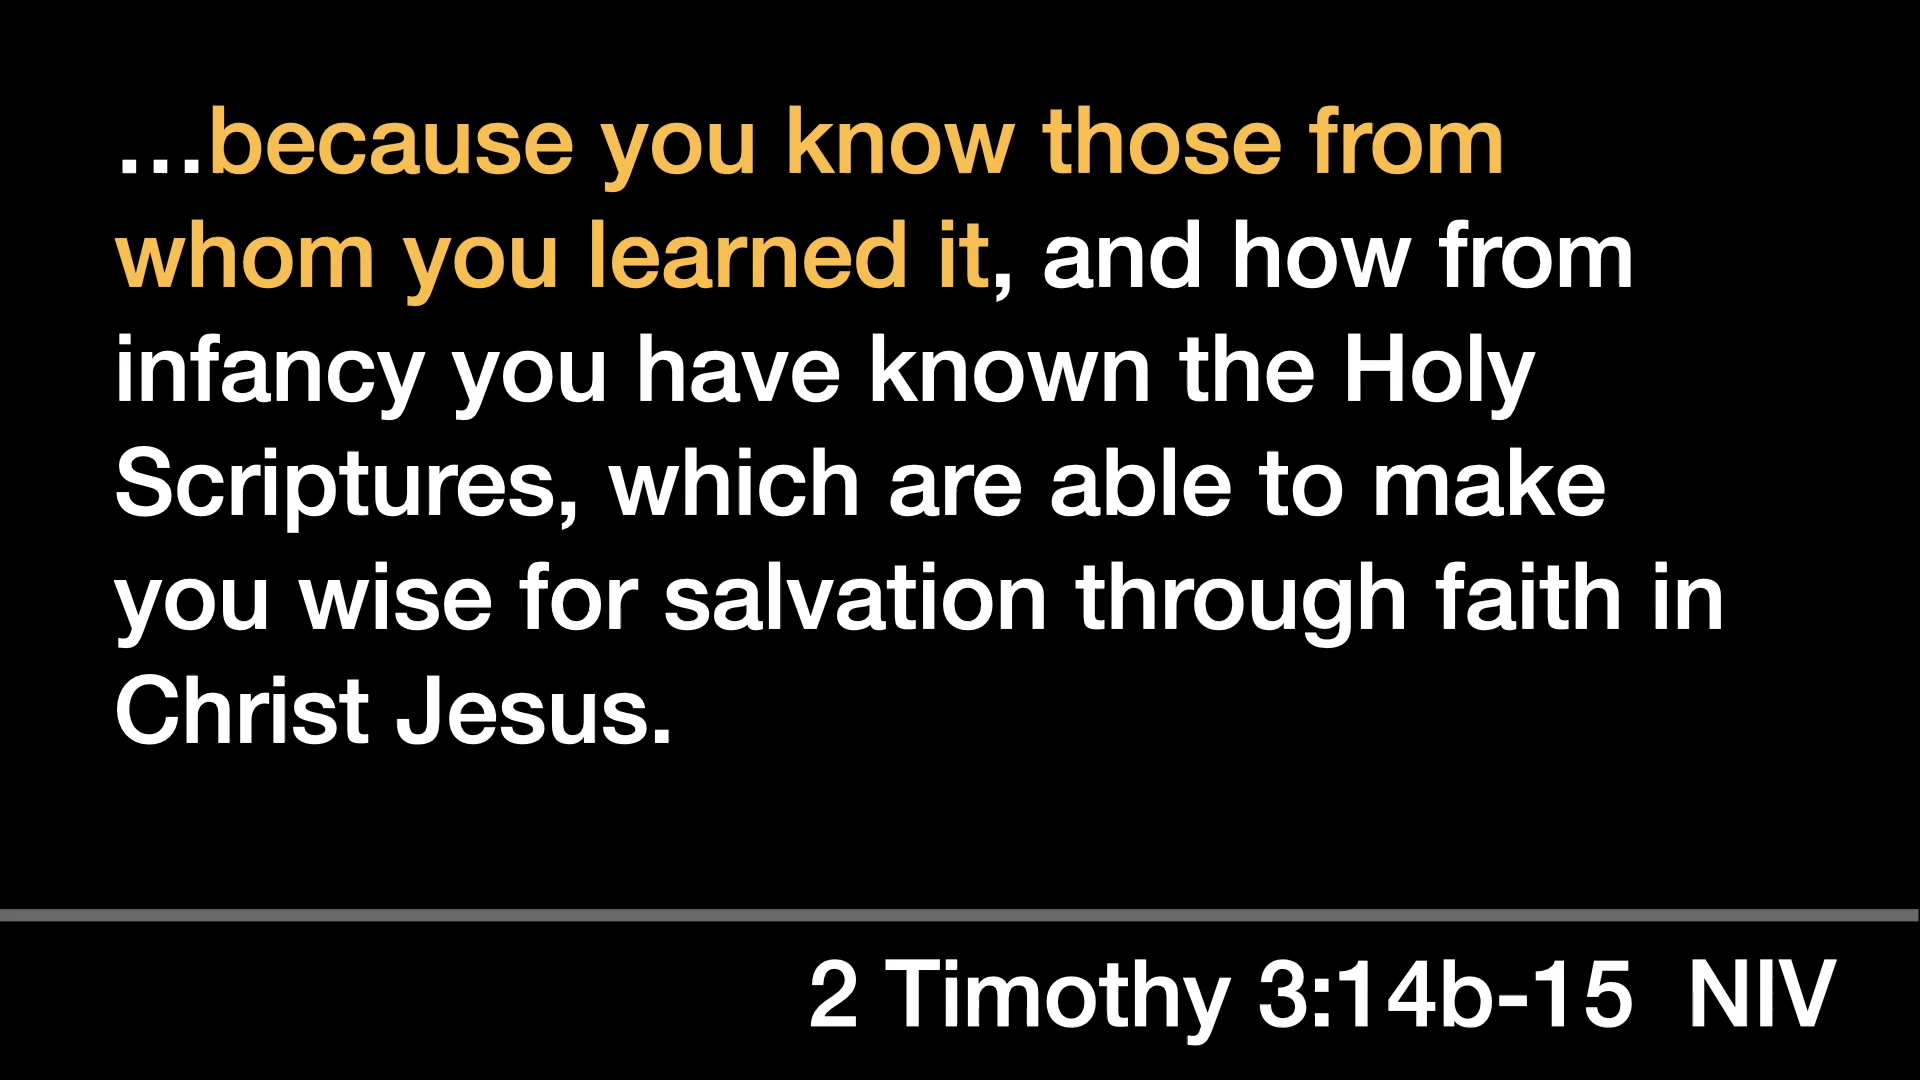 …because you know those from
whom you learned it, and how from
infancy you have known the Holy
Scriptures, which are able to make
you wise for salvation through faith in
Christ Jesus.
2 Timothy 3:14b-15 NIV